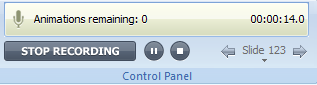 Animations remaining: 0 00:00:14.0
STOP RECORDING Slide 123
Control Panel